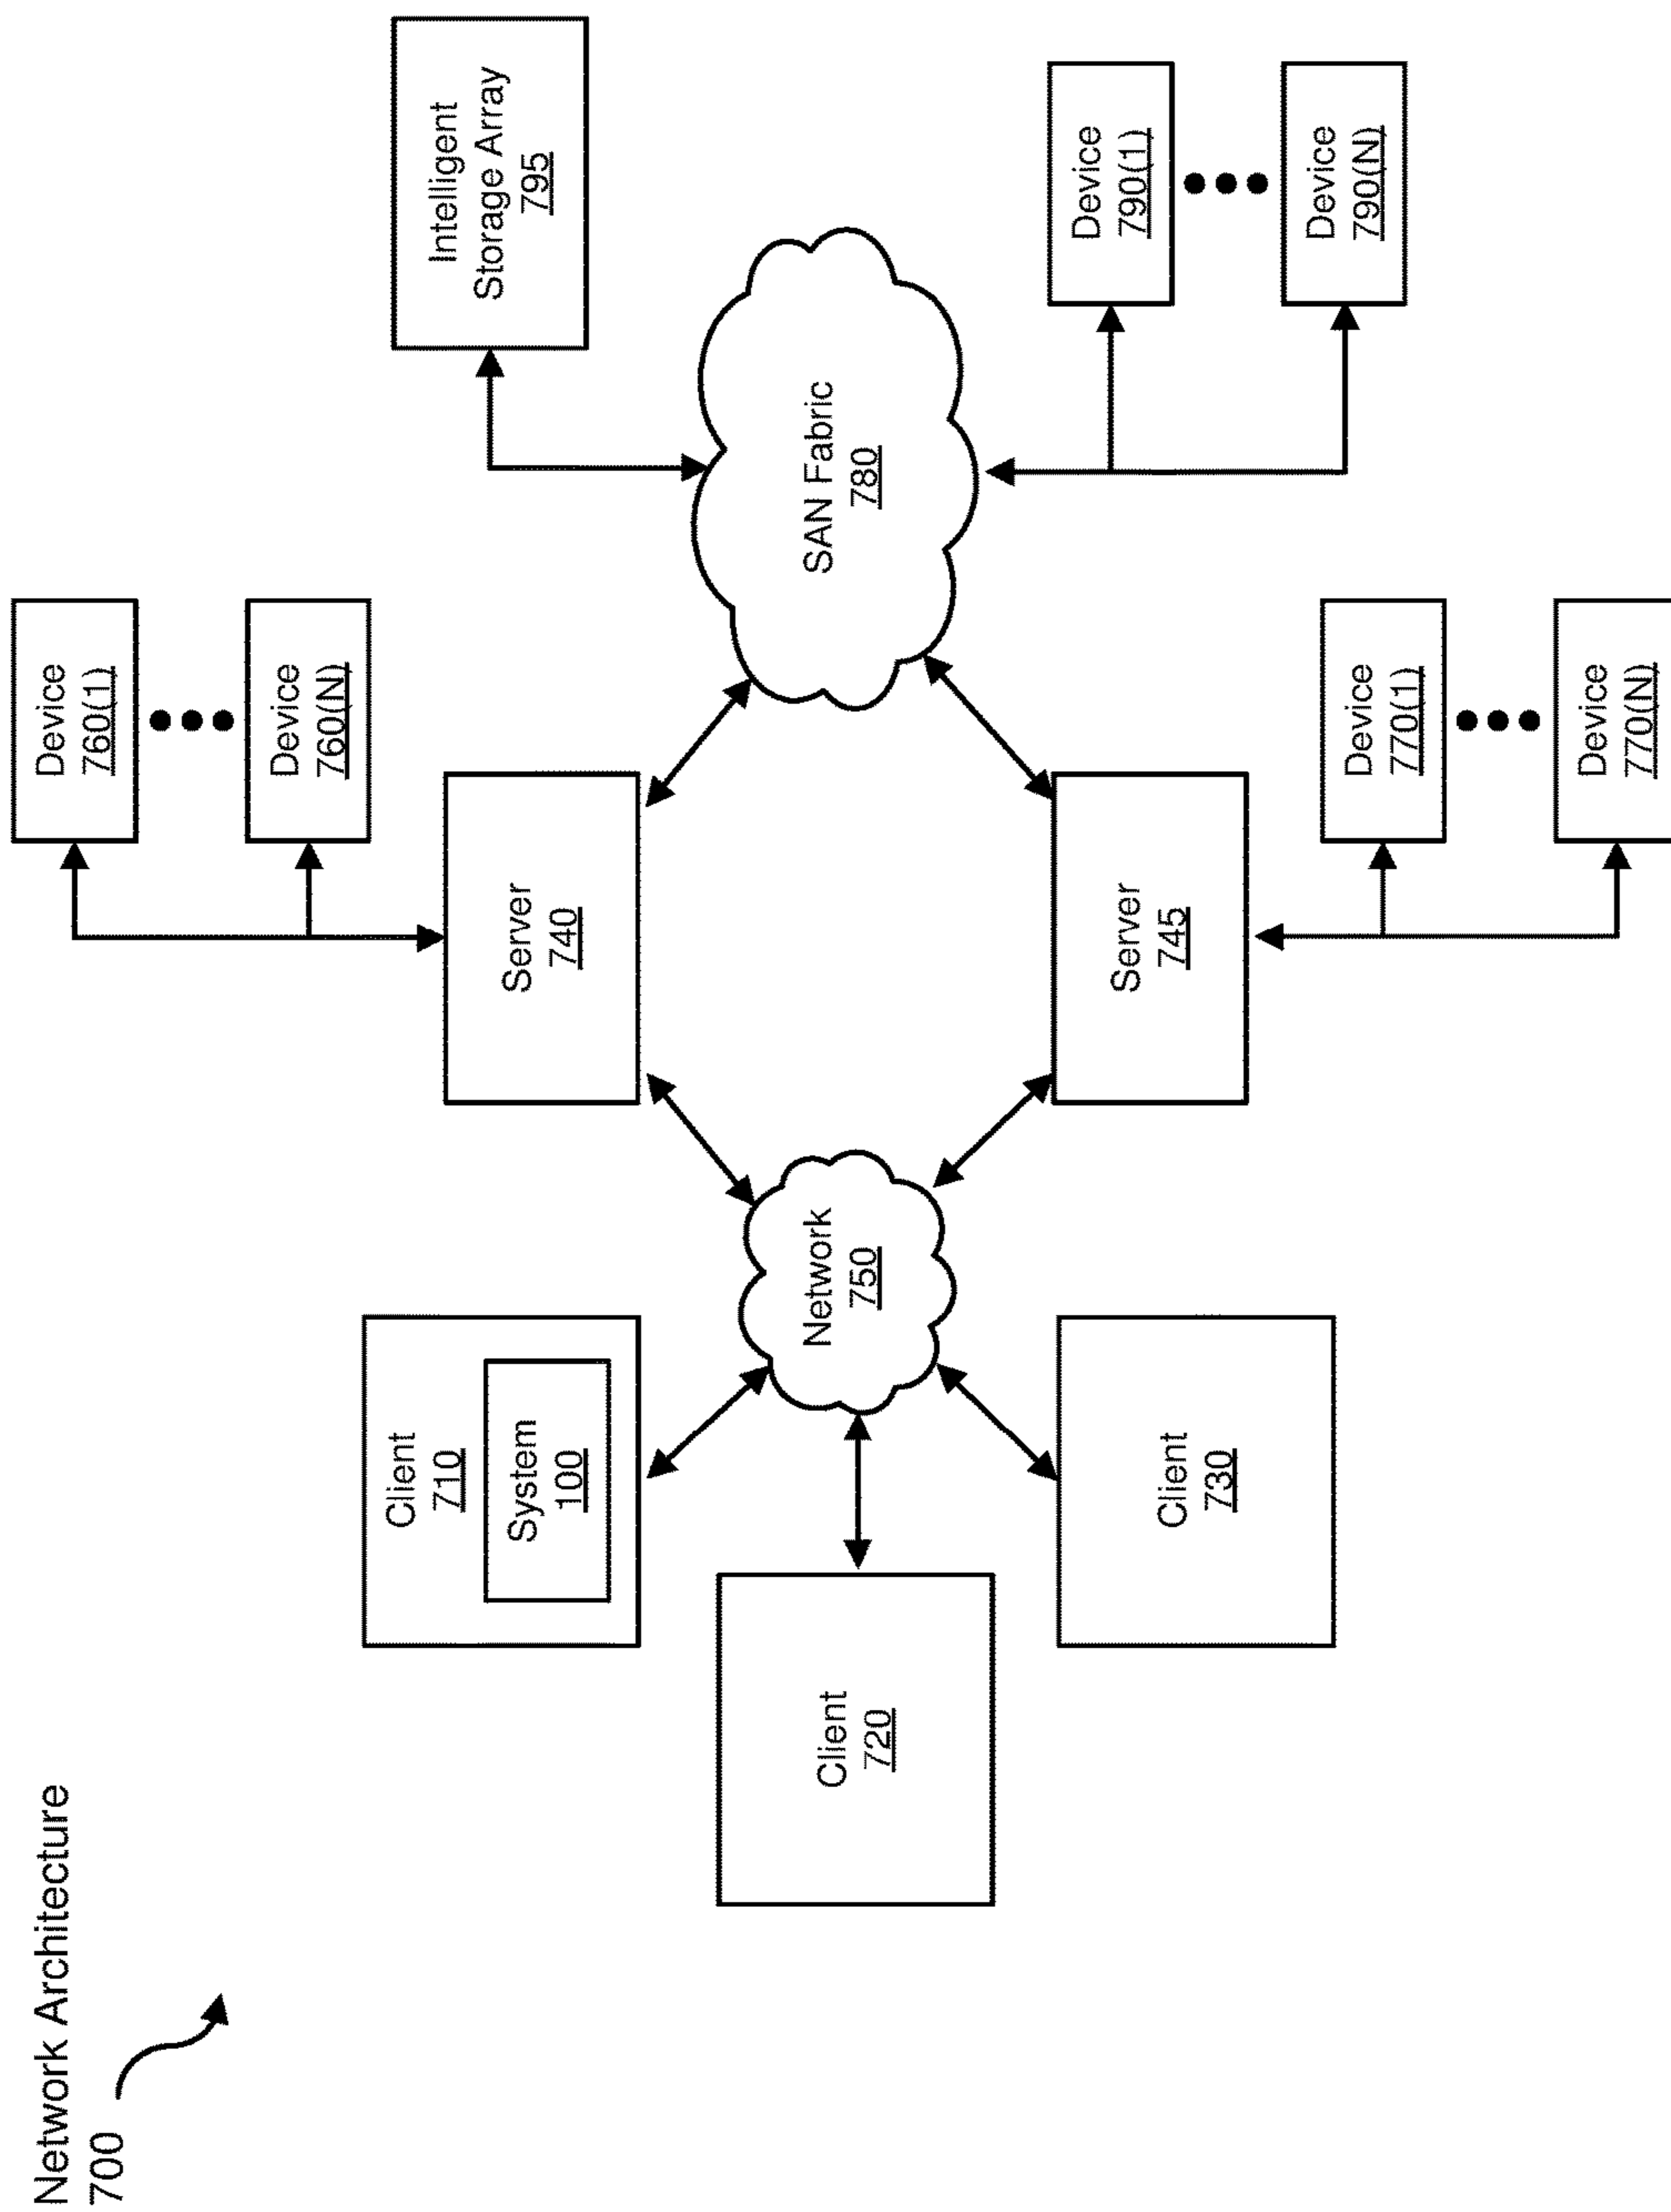 Network Architecture
700
Client
710
System
100
Client
720
Client
730
Network
750
Device
760(1)
Device
760(N)
Server
740
Server
745
Device
770(1)
Device
770(N)
Intelligent
Storage Array
795
SAN Fabric
780
Device
790(1)
Device
790(N)